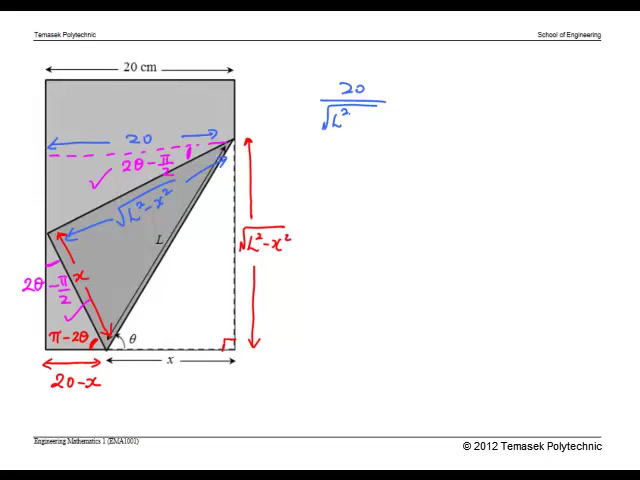 Temasek Polytechnic
School of Engineering
20 cm
20
√L²
20
2θ - π/2
√L² - x²
L
√L² - x²
2θ - π/2
x
π - 2θ
θ
x
20 - x
Engineering Mathematics 1 (EMA1001)
© 2012 Temasek Polytechnic